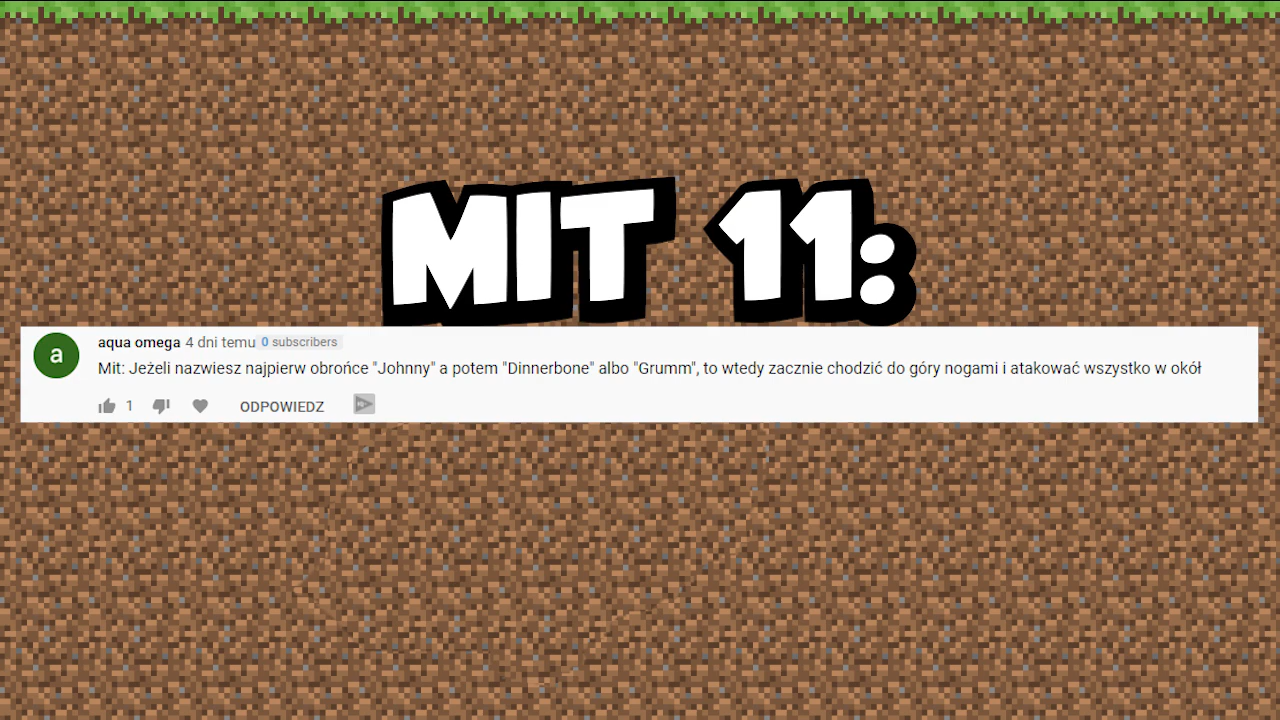 MIT 11:
a
aqua omega 4 dni temu 0 subscribers
Mit: Jeżeli nazwiesz najpierw obrońce "Johnny" a potem "Dinnerbone" albo "Grumm", to wtedy zacznie chodzić do góry nogami i atakować wszystko w okół
1 ODPOWIEDZ